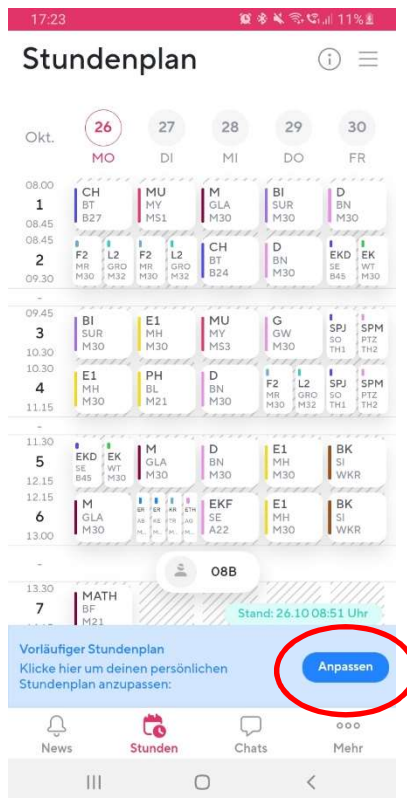 17:23 11%
Stundenplan
Okt. 26 27 28 29 30
MO DI MI DO FR
08.00 CH MU M BI D
1 BT MY GLA SUR BN
08.45 B27 MS1 M30 M30 M30
08.45 F2 L2 F2 L2 CH D EKD EK
2 MR GRO MR GRO BT BN SE WT
09.30 M30 M32 M30 M32 B24 M30 B45 M30
-
09.45 BI E1 MU G SPJ SPM
3 SUR MH MY GW SO PTZ
10.30 M30 M30 MS3 M30 TH1 TH2
10.30 E1 PH D F2 L2 SPJ SPM
4 MH BL BN MR GRO SO PTZ
11.15 M30 M21 M30 M30 M32 TH1 TH2
-
11.30 EKD EK M D E1 BK
5 SE WT GLA BN MH SI
12.15 B45 M30 M30 M30 M30 WKR
12.15 M ER ER KR ETH EKF E1 BK
6 GLA SE MH SI
13.00 M30 A22 M30 WKR
-
08B
13.30 MATH
7 BF
M21
Stand: 26.10 08:51 Uhr
Vorläufiger Stundenplan
Klicke hier um deinen persönlichen
Stundenplan anzupassen:
Anpassen
News Stunden Chats Mehr